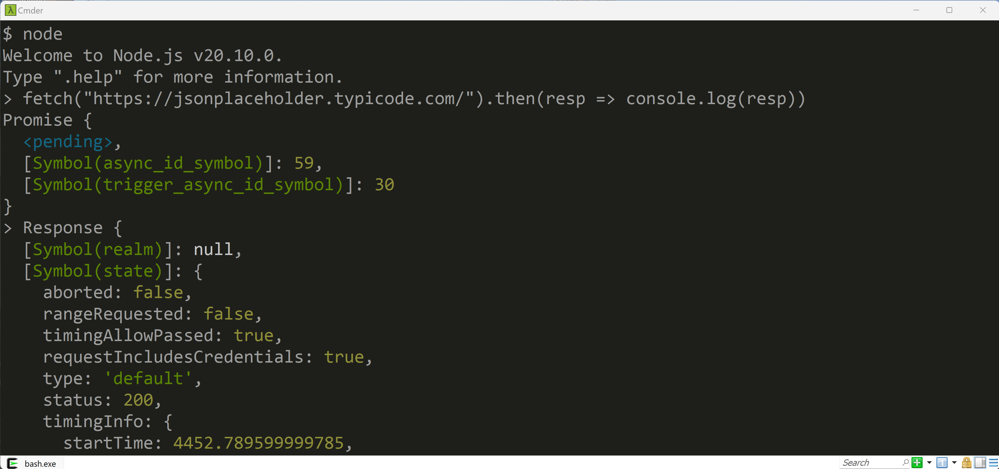 Cmder
$ node
Welcome to Node.js v20.10.0.
Type ".help" for more information.
> fetch("https://jsonplaceholder.typicode.com/").then(resp => console.log(resp))
Promise {
  <pending>,
  [Symbol(async_id_symbol)]: 59,
  [Symbol(trigger_async_id_symbol)]: 30
}
> Response {
  [Symbol(realm)]: null,
  [Symbol(state)]: {
    aborted: false,
    rangeRequested: false,
    timingAllowPassed: true,
    requestIncludesCredentials: true,
    type: 'default',
    status: 200,
    timingInfo: {
      startTime: 4452.789599999785,
bash.exe
Search
1